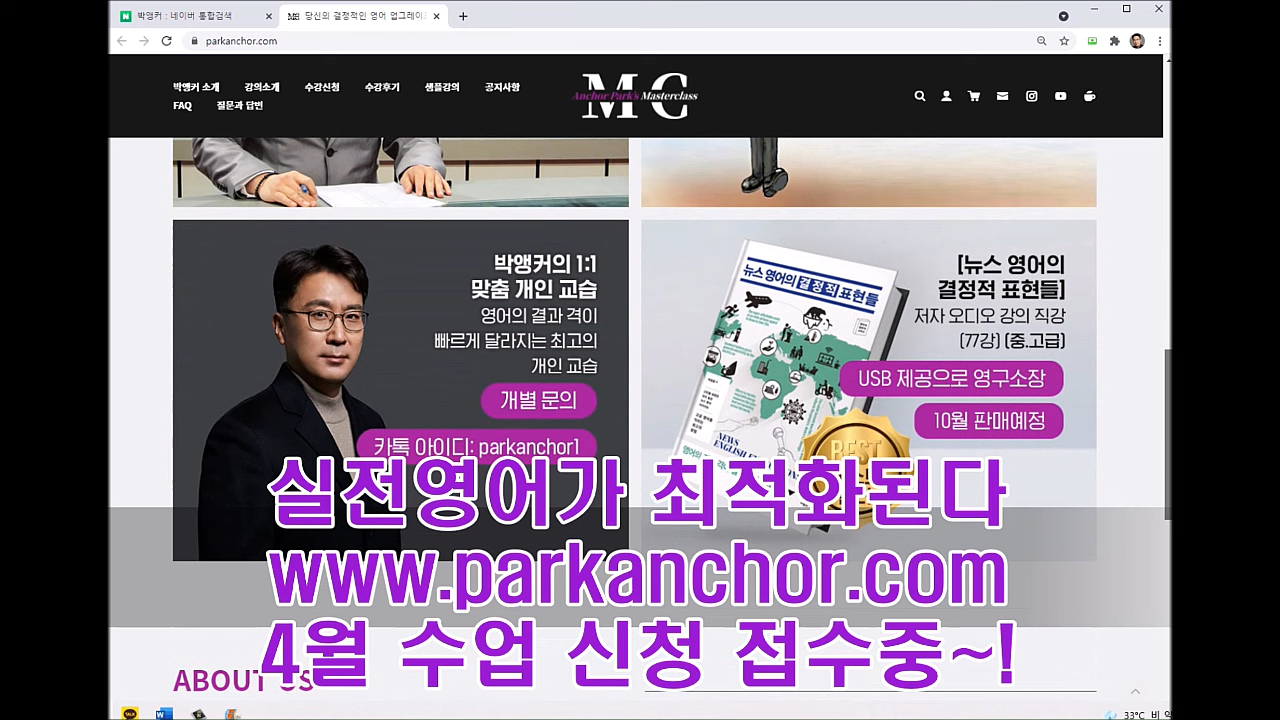 박앵커 : 네이버 통합검색
당신의 결정적인 영어 업그레이드
parkanchor.com
박앵커 소개 강의소개 수강신청 수강후기 샘플강의 공지사항
FAQ 질문과 답변
MC
Anchor Park's Masterclass
박앵커의 1:1
맞춤 개인 교습
영어의 결과 격이
빠르게 달라지는 최고의
개인 교습
개별 문의
카톡 아이디: parkanchor1
뉴스 영어의 결정적 표현들
NEWS
BEST
[뉴스 영어의
결정적 표현들]
저자 오디오 강의 직강
(77강) (중.고급)
USB 제공으로 영구소장
10월 판매예정
실전영어가 최적화된다
www.parkanchor.com
4월 수업 신청 접수중~!
ABOUT US
33°C 비